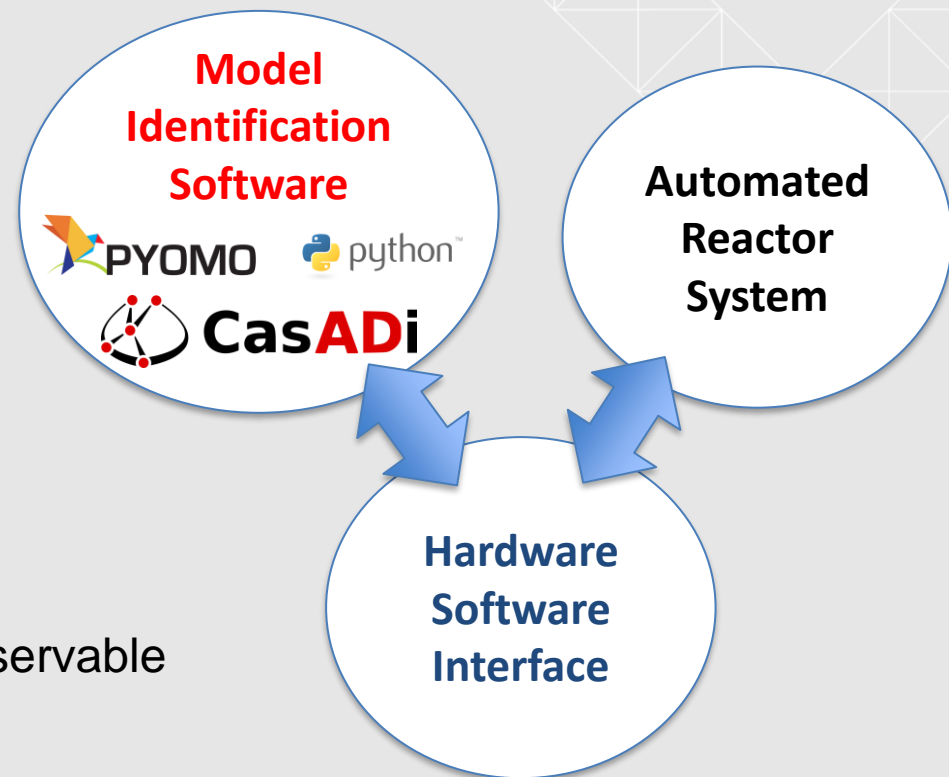 Model
Identification
Software
PYOMO
python™
CasADi
Automated
Reactor
System
Hardware
Software
Interface
servable